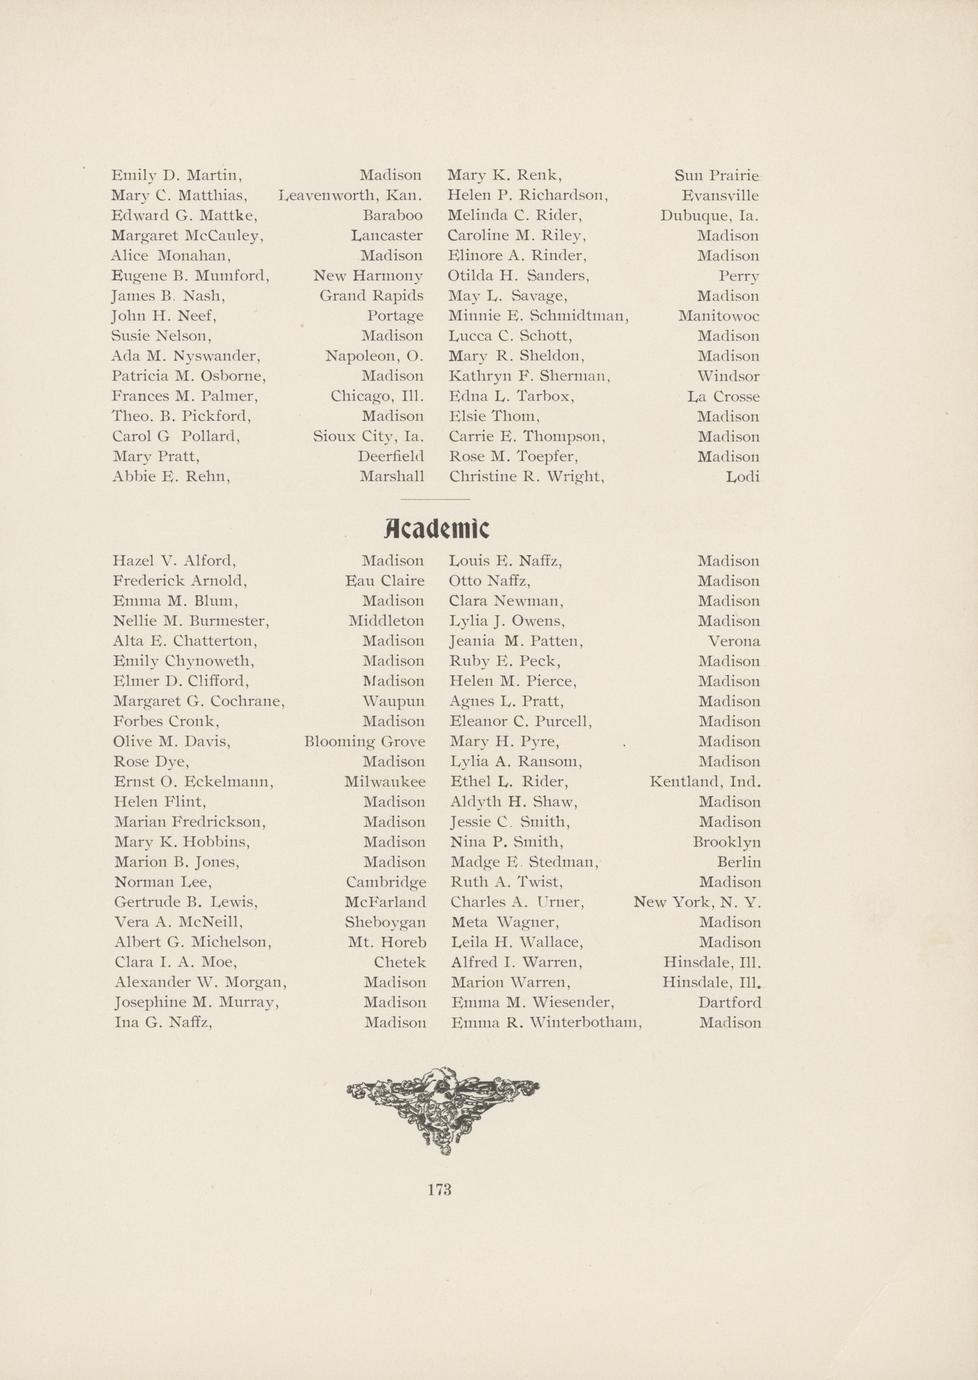 Emily D. Martin, Madison
Mary C. Matthias, Leavenworth, Kan.
Edward G. Mattke, Baraboo
Margaret McCauley, Lancaster
Alice Monahan, Madison
Eugene B. Mumford, New Harmony
James B. Nash, Grand Rapids
John H. Neef, Portage
Susie Nelson, Madison
Ada M. Nyswander, Napoleon, O.
Patricia M. Osborne, Madison
Frances M. Palmer, Chicago, Ill.
Theo. B. Pickford, Madison
Carol G Pollard, Sioux City, Ia.
Mary Pratt, Deerfield
Abbie E. Rehn, Marshall
Mary K. Renk, Sun Prairie
Helen P. Richardson, Evansville
Melinda C. Rider, Dubuque, Ia.
Caroline M. Riley, Madison
Elinore A. Rinder, Madison
Otilda H. Sanders, Perry
May L. Savage, Madison
Minnie E. Schmidtman, Manitowoc
Lucca C. Schott, Madison
Mary R. Sheldon, Madison
Kathryn F. Sherman, Windsor
Edna L. Tarbox, La Crosse
Elsie Thom, Madison
Carrie E. Thompson, Madison
Rose M. Toepfer, Madison
Christine R. Wright, Lodi
Academic
Hazel V. Alford, Madison
Frederick Arnold, Eau Claire
Emma M. Blum, Madison
Nellie M. Burmester, Middleton
Alta E. Chatterton, Madison
Emily Chynoweth, Madison
Elmer D. Clifford, Madison
Margaret G. Cochrane, Waupun
Forbes Cronk, Madison
Olive M. Davis, Blooming Grove
Rose Dye, Madison
Ernst O. Eckelmann, Milwaukee
Helen Flint, Madison
Marian Fredrickson, Madison
Mary K. Hobbins, Madison
Marion B. Jones, Madison
Norman Lee, Cambridge
Gertrude B. Lewis, McFarland
Vera A. McNeill, Sheboygan
Albert G. Michelson, Mt. Horeb
Clara I. A. Moe, Chetek
Alexander W. Morgan, Madison
Josephine M. Murray, Madison
Ina G. Naffz, Madison
Louis E. Naffz, Madison
Otto Naffz, Madison
Clara Newman, Madison
Lylia J. Owens, Madison
Jeania M. Patten, Verona
Ruby E. Peck, Madison
Helen M. Pierce, Madison
Agnes L. Pratt, Madison
Eleanor C. Purcell, Madison
Mary H. Pyre, Madison
Lylia A. Ransom, Madison
Ethel L. Rider, Kentland, Ind.
Aldyth H. Shaw, Madison
Jessie C. Smith, Madison
Nina P. Smith, Brooklyn
Madge E. Stedman, Berlin
Ruth A. Twist, Madison
Charles A. Urner, New York, N. Y.
Meta Wagner, Madison
Leila H. Wallace, Madison
Alfred I. Warren, Hinsdale, Ill.
Marion Warren, Hinsdale, Ill.
Emma M. Wiesender, Dartford
Emma R. Winterbotham, Madison
173